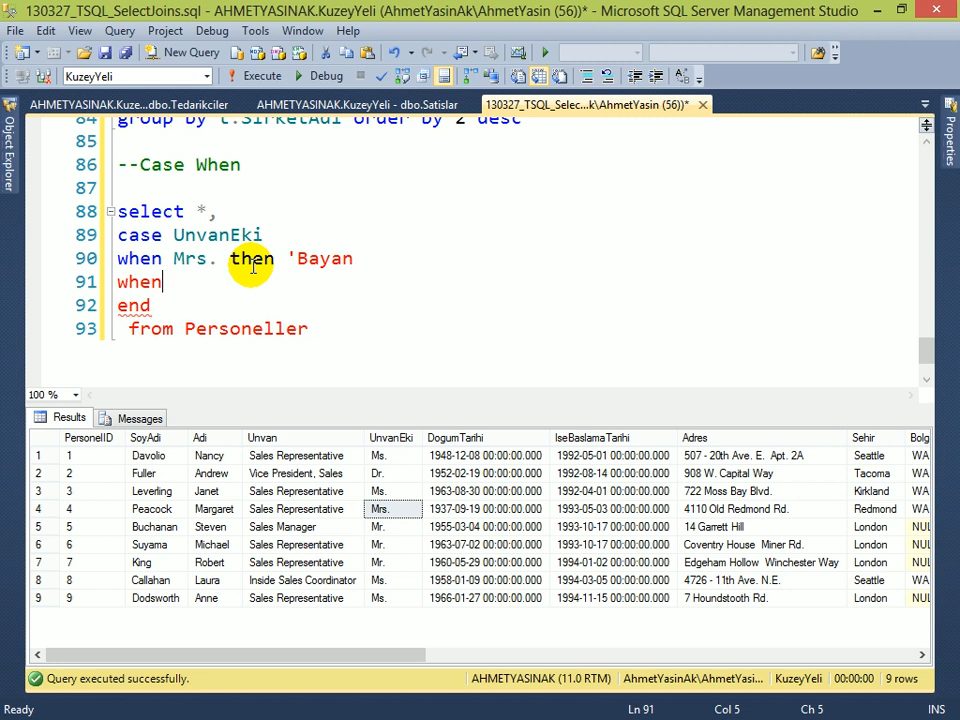 130327_TSQL_SelectJoins.sql - AHMETYASINAK.KuzeyYeli (AhmetYasinAk\AhmetYasin (56))* - Microsoft SQL Server Management Studio
File Edit View Query Project Debug Tools Window Help
New Query
KuzeyYeli Execute Debug
AHMETYASINAK.Kuze...dbo.Tedarikciler AHMETYASINAK.KuzeyYeli - dbo.Satislar 130327_TSQL_Selec...k\AhmetYasin (56))*
Object Explorer
Properties
84 group by t.SirketAdi order by 2 desc
85
86 --Case When
87
88 select *,
89 case UnvanEki
90 when Mrs. then 'Bayan
91 when
92 end
93 from Personeller
100 %
Results Messages
PersonelID SoyAdi Adi Unvan UnvanEki DogumTarihi IseBaslamaTarihi Adres Sehir Bolg
1 1 Davolio Nancy Sales Representative Ms. 1948-12-08 00:00:00.000 1992-05-01 00:00:00.000 507 - 20th Ave. E. Apt. 2A Seattle WA
2 2 Fuller Andrew Vice President, Sales Dr. 1952-02-19 00:00:00.000 1992-08-14 00:00:00.000 908 W. Capital Way Tacoma WA
3 3 Leverling Janet Sales Representative Ms. 1963-08-30 00:00:00.000 1992-04-01 00:00:00.000 722 Moss Bay Blvd. Kirkland WA
4 4 Peacock Margaret Sales Representative Mrs. 1937-09-19 00:00:00.000 1993-05-03 00:00:00.000 4110 Old Redmond Rd. Redmond WA
5 5 Buchanan Steven Sales Manager Mr. 1955-03-04 00:00:00.000 1993-10-17 00:00:00.000 14 Garrett Hill London NUL
6 6 Suyama Michael Sales Representative Mr. 1963-07-02 00:00:00.000 1993-10-17 00:00:00.000 Coventry House Miner Rd. London NUL
7 7 King Robert Sales Representative Mr. 1960-05-29 00:00:00.000 1994-01-02 00:00:00.000 Edgeham Hollow Winchester Way London NUL
8 8 Callahan Laura Inside Sales Coordinator Ms. 1958-01-09 00:00:00.000 1994-03-05 00:00:00.000 4726 - 11th Ave. N.E. Seattle WA
9 9 Dodsworth Anne Sales Representative Ms. 1966-01-27 00:00:00.000 1994-11-15 00:00:00.000 7 Houndstooth Rd. London NUL
Query executed successfully. AHMETYASINAK (11.0 RTM) AhmetYasinAk\AhmetYasi... KuzeyYeli 00:00:00 9 rows
Ready Ln 91 Col 5 Ch 5 INS